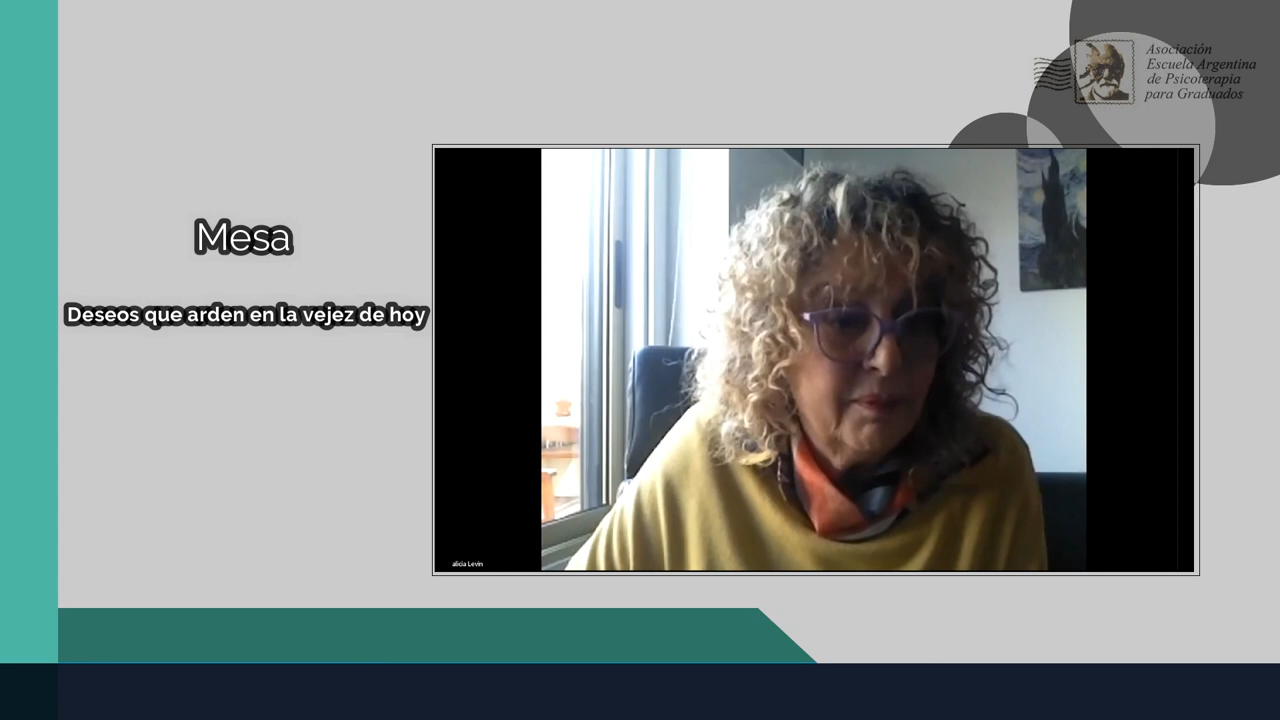 Asociación
Escuela Argentina
de Psicoterapia
para Graduados
Mesa
Deseos que arden en la vejez de hoy
alicia Levin